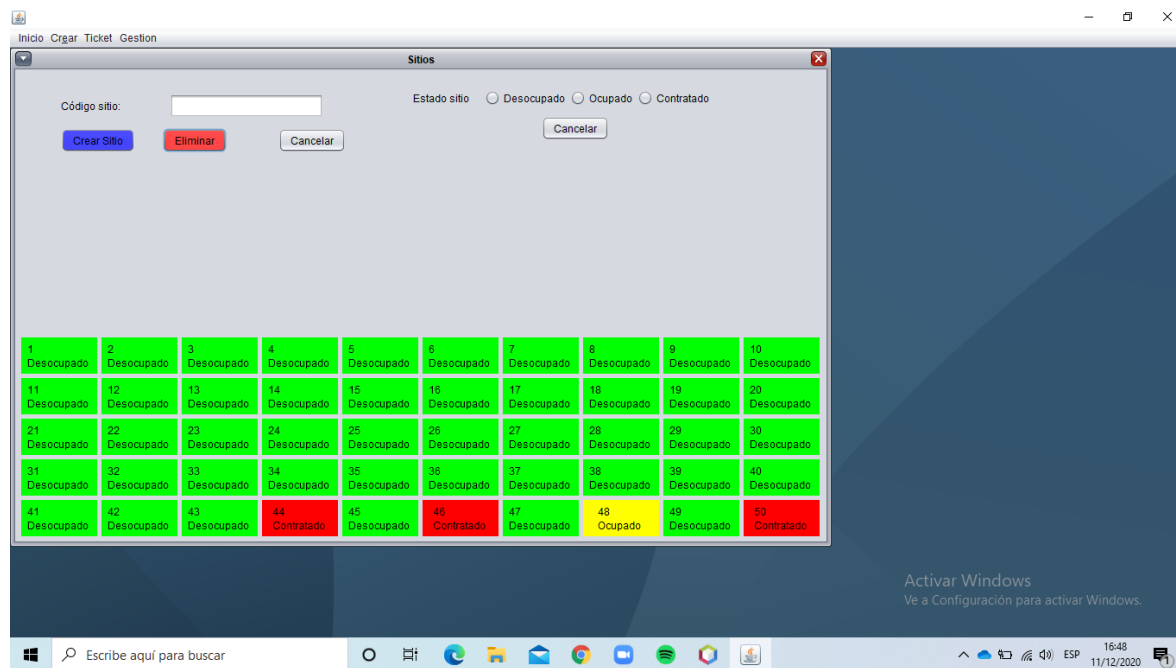 Inicio Crear Ticket Gestion
Sitios
Código sitio:
Estado sitio Desocupado Ocupado Contratado
Crear Sitio Eliminar Cancelar
Cancelar
1 2 3 4 5 6 7 8 9 10
Desocupado Desocupado Desocupado Desocupado Desocupado Desocupado Desocupado Desocupado Desocupado Desocupado
11 12 13 14 15 16 17 18 19 20
Desocupado Desocupado Desocupado Desocupado Desocupado Desocupado Desocupado Desocupado Desocupado Desocupado
21 22 23 24 25 26 27 28 29 30
Desocupado Desocupado Desocupado Desocupado Desocupado Desocupado Desocupado Desocupado Desocupado Desocupado
31 32 33 34 35 36 37 38 39 40
Desocupado Desocupado Desocupado Desocupado Desocupado Desocupado Desocupado Desocupado Desocupado Desocupado
41 42 43 44 45 46 47 48 49 50
Desocupado Desocupado Desocupado Contratado Desocupado Contratado Desocupado Ocupado Desocupado Contratado
Activar Windows
Ve a Configuración para activar Windows.
Escribe aquí para buscar
ESP
16:48
11/12/2020